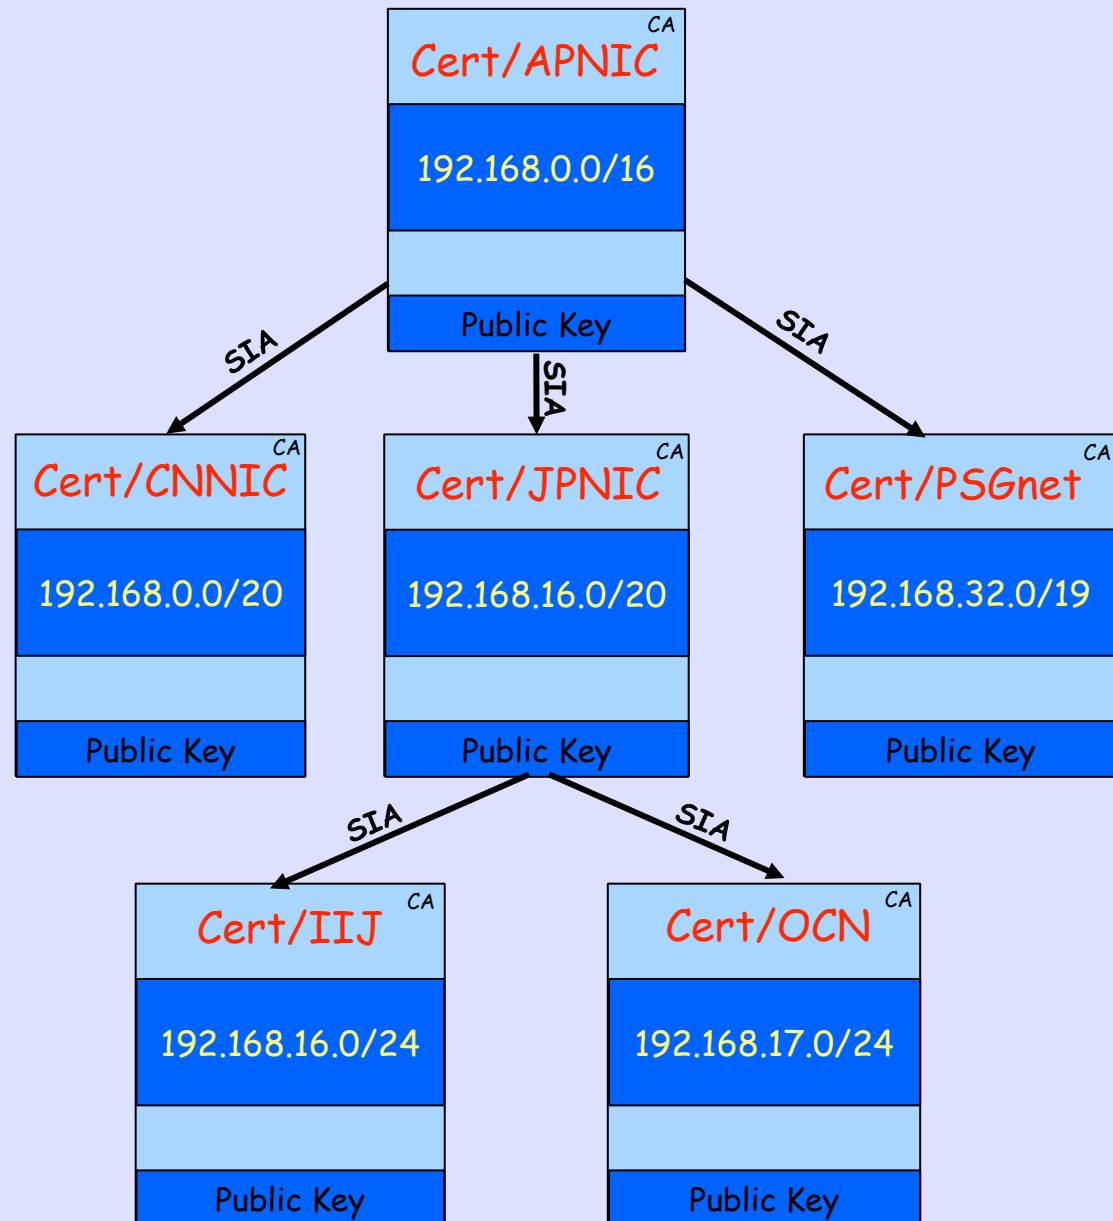 CA
Cert/APNIC
192.168.0.0/16
Public Key
SIA
SIA
SIA
CA
Cert/CNNIC
192.168.0.0/20
Public Key
CA
Cert/JPNIC
192.168.16.0/20
Public Key
CA
Cert/PSGnet
192.168.32.0/19
Public Key
SIA
SIA
CA
Cert/IIJ
192.168.16.0/24
Public Key
CA
Cert/OCN
192.168.17.0/24
Public Key